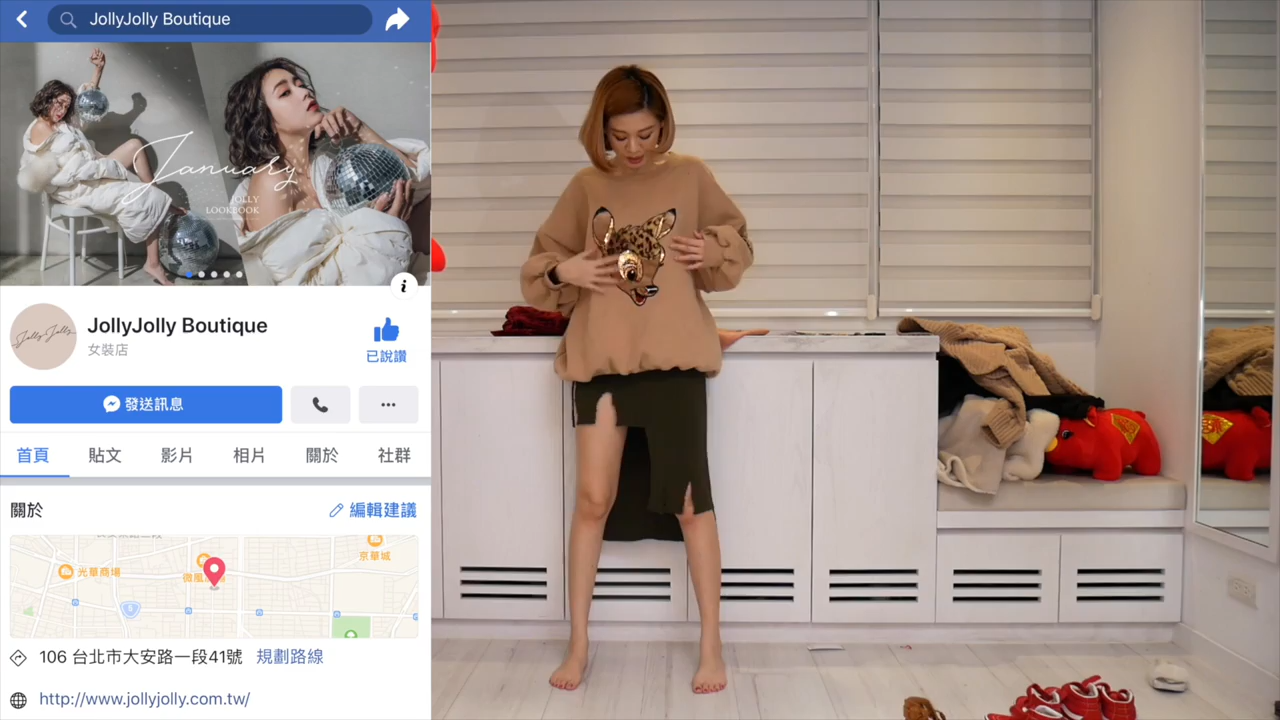 JollyJolly Boutique
January
JOLLY
LOOKBOOK
Jolly Jolly
JollyJolly Boutique
女裝店
已說讚
發送訊息
首頁
貼文
影片
相片
關於
社群
關於
編輯建議
京華城
光華商場
106 台北市大安路一段41號
規劃路線
http://www.jollyjolly.com.tw/